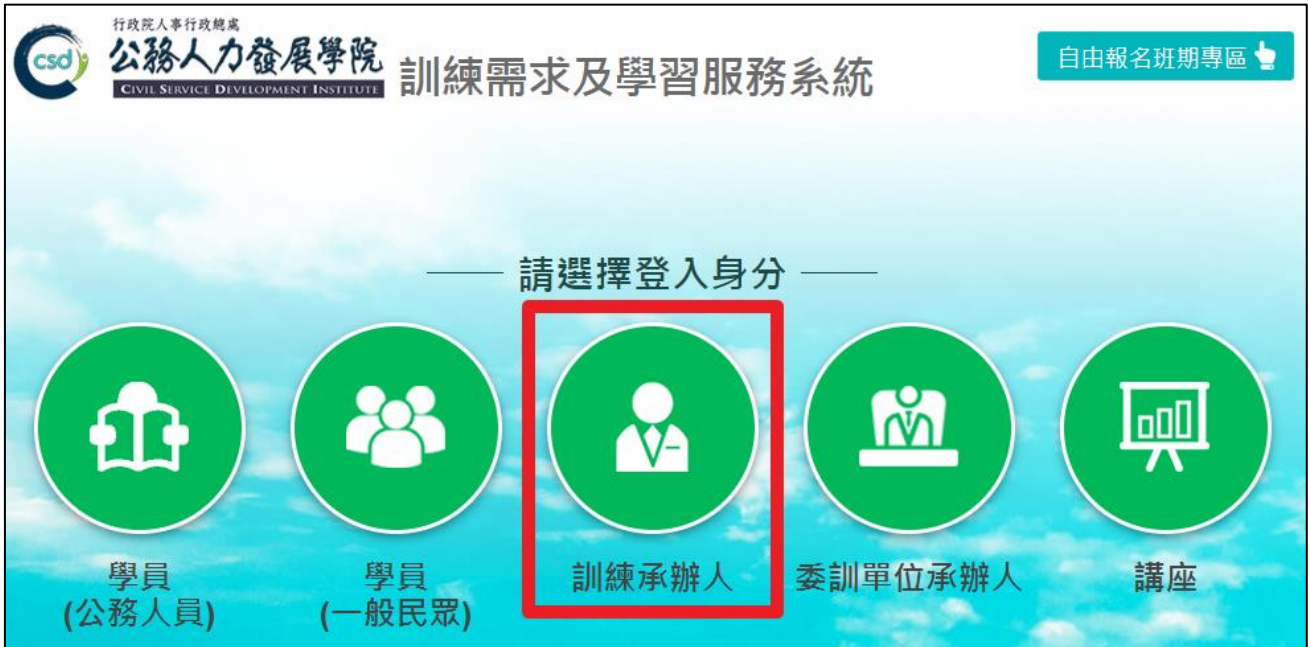 行政院人事行政總處
csd
公務人力發展學院
CIVIL SERVICE DEVELOPMENT INSTITUTE
訓練需求及學習服務系統
自由報名班期專區
請選擇登入身分
學員
(公務人員)
學員
(一般民眾)
訓練承辦人
委訓單位承辦人
講座